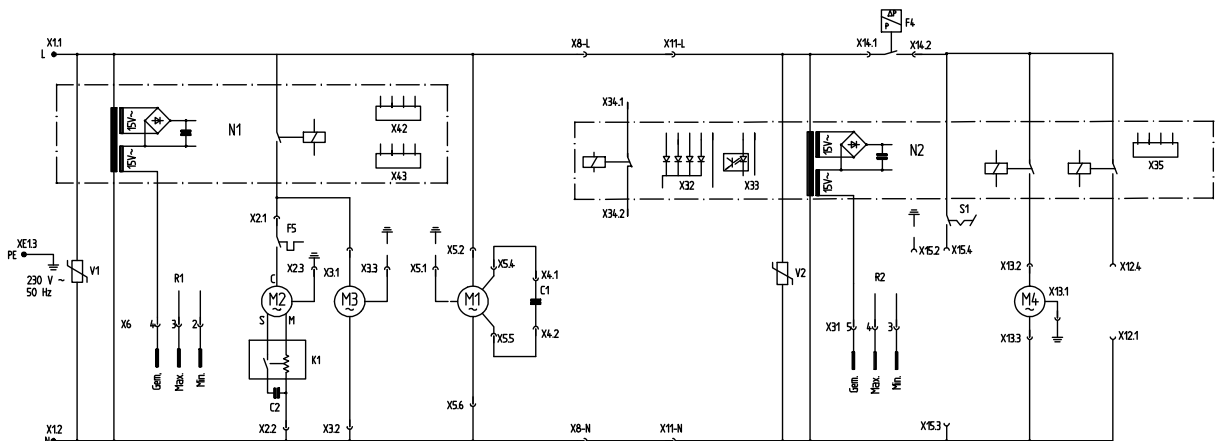 ΔP
P
F4
X1.1
L
X8-L
X11-L
X14.1
X14.2
X34.1
15V~
15V~
N1
X42
X43
X32
X33
15V~
15V~
N2
X35
X34.2
X2.1
F5
S1
X15.2
X15.4
XE1.3
PE
230 V ~
50 Hz
V1
R1
C
X2.3
X3.1
X3.3
X5.1
X5.2
X5.4
X4.1
C1
V2
R2
X13.2
X12.4
M2
~
M3
~
M1
~
M4
~
X13.1
S
M
X6
4
3
2
X5.5
X4.2
X31
5
4
3
X13.3
X12.1
K1
Gem.
Max.
Min.
C2
Gem.
Max.
Min.
X5.6
X1.2
N
X2.2
X3.2
X8-N
X11-N
X15.3